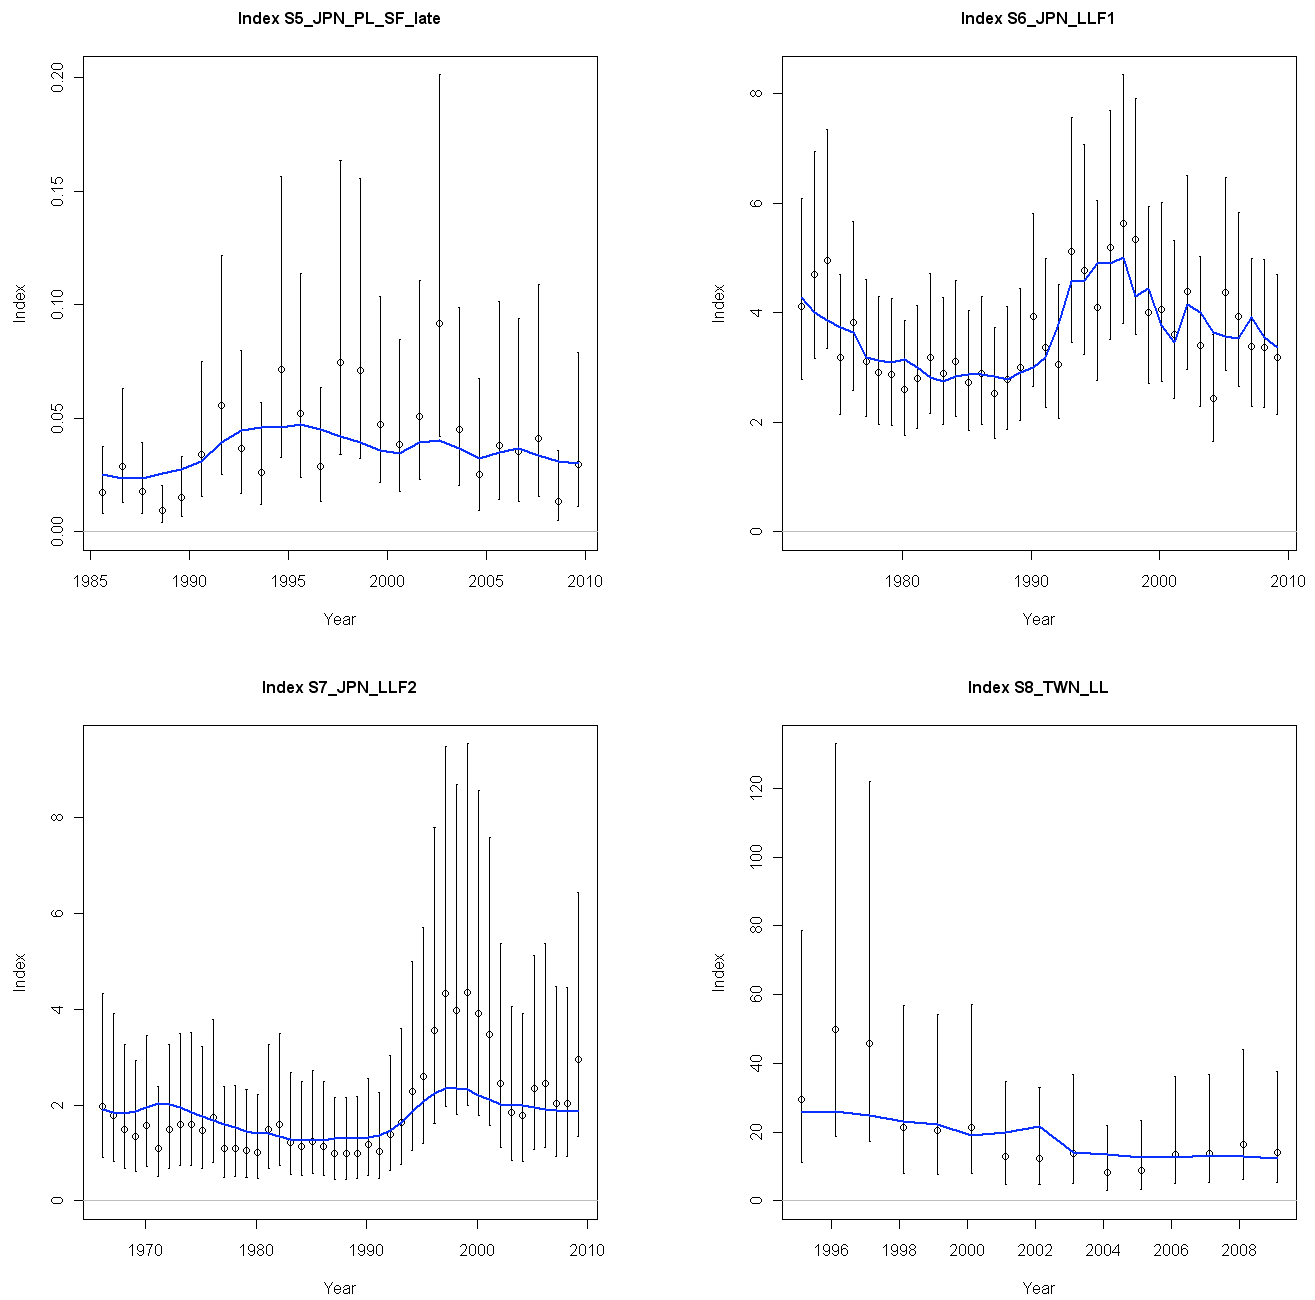 Index S5_JPN_PL_SF_late
Index
0.20
0.15
0.10
0.05
0.00
1985 1990 1995 2000 2005 2010
Year
Index S6_JPN_LLF1
Index
8
6
4
2
0
1980 1990 2000 2010
Year
Index S7_JPN_LLF2
Index
8
6
4
2
0
1970 1980 1990 2000 2010
Year
Index S8_TWN_LL
Index
120
100
80
60
40
20
0
1996 1998 2000 2002 2004 2006 2008
Year